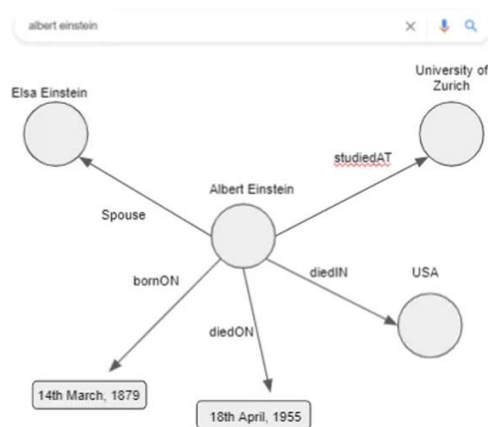 albert einstein
University of
Zurich
Elsa Einstein
studiedAT
Albert Einstein
Spouse
diedIN
USA
bornON
diedON
14th March, 1879
18th April, 1955